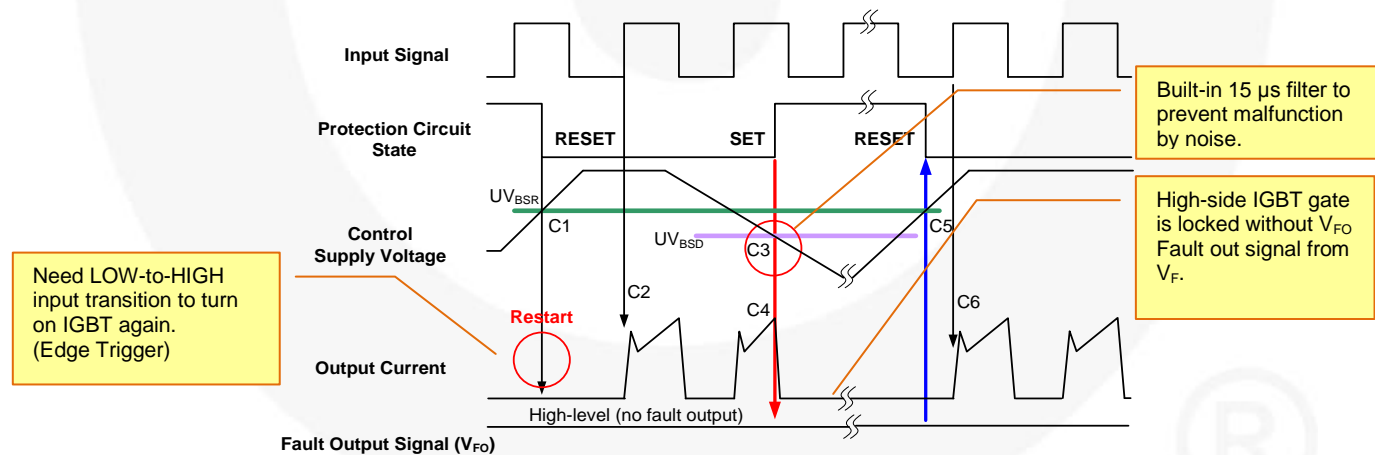 Input Signal
Protection Circuit
State
RESET
SET
RESET
UVBSR
C1
Control
Supply Voltage
UVBSD
C3
C5
Need LOW-to-HIGH
input transition to turn
on IGBT again.
(Edge Trigger)
Restart
C2
C4
C6
Output Current
High-level (no fault output)
Fault Output Signal (VFO)
Built-in 15 µs filter to
prevent malfunction
by noise.
High-side IGBT gate
is locked without VFO
Fault out signal from
VF.
®